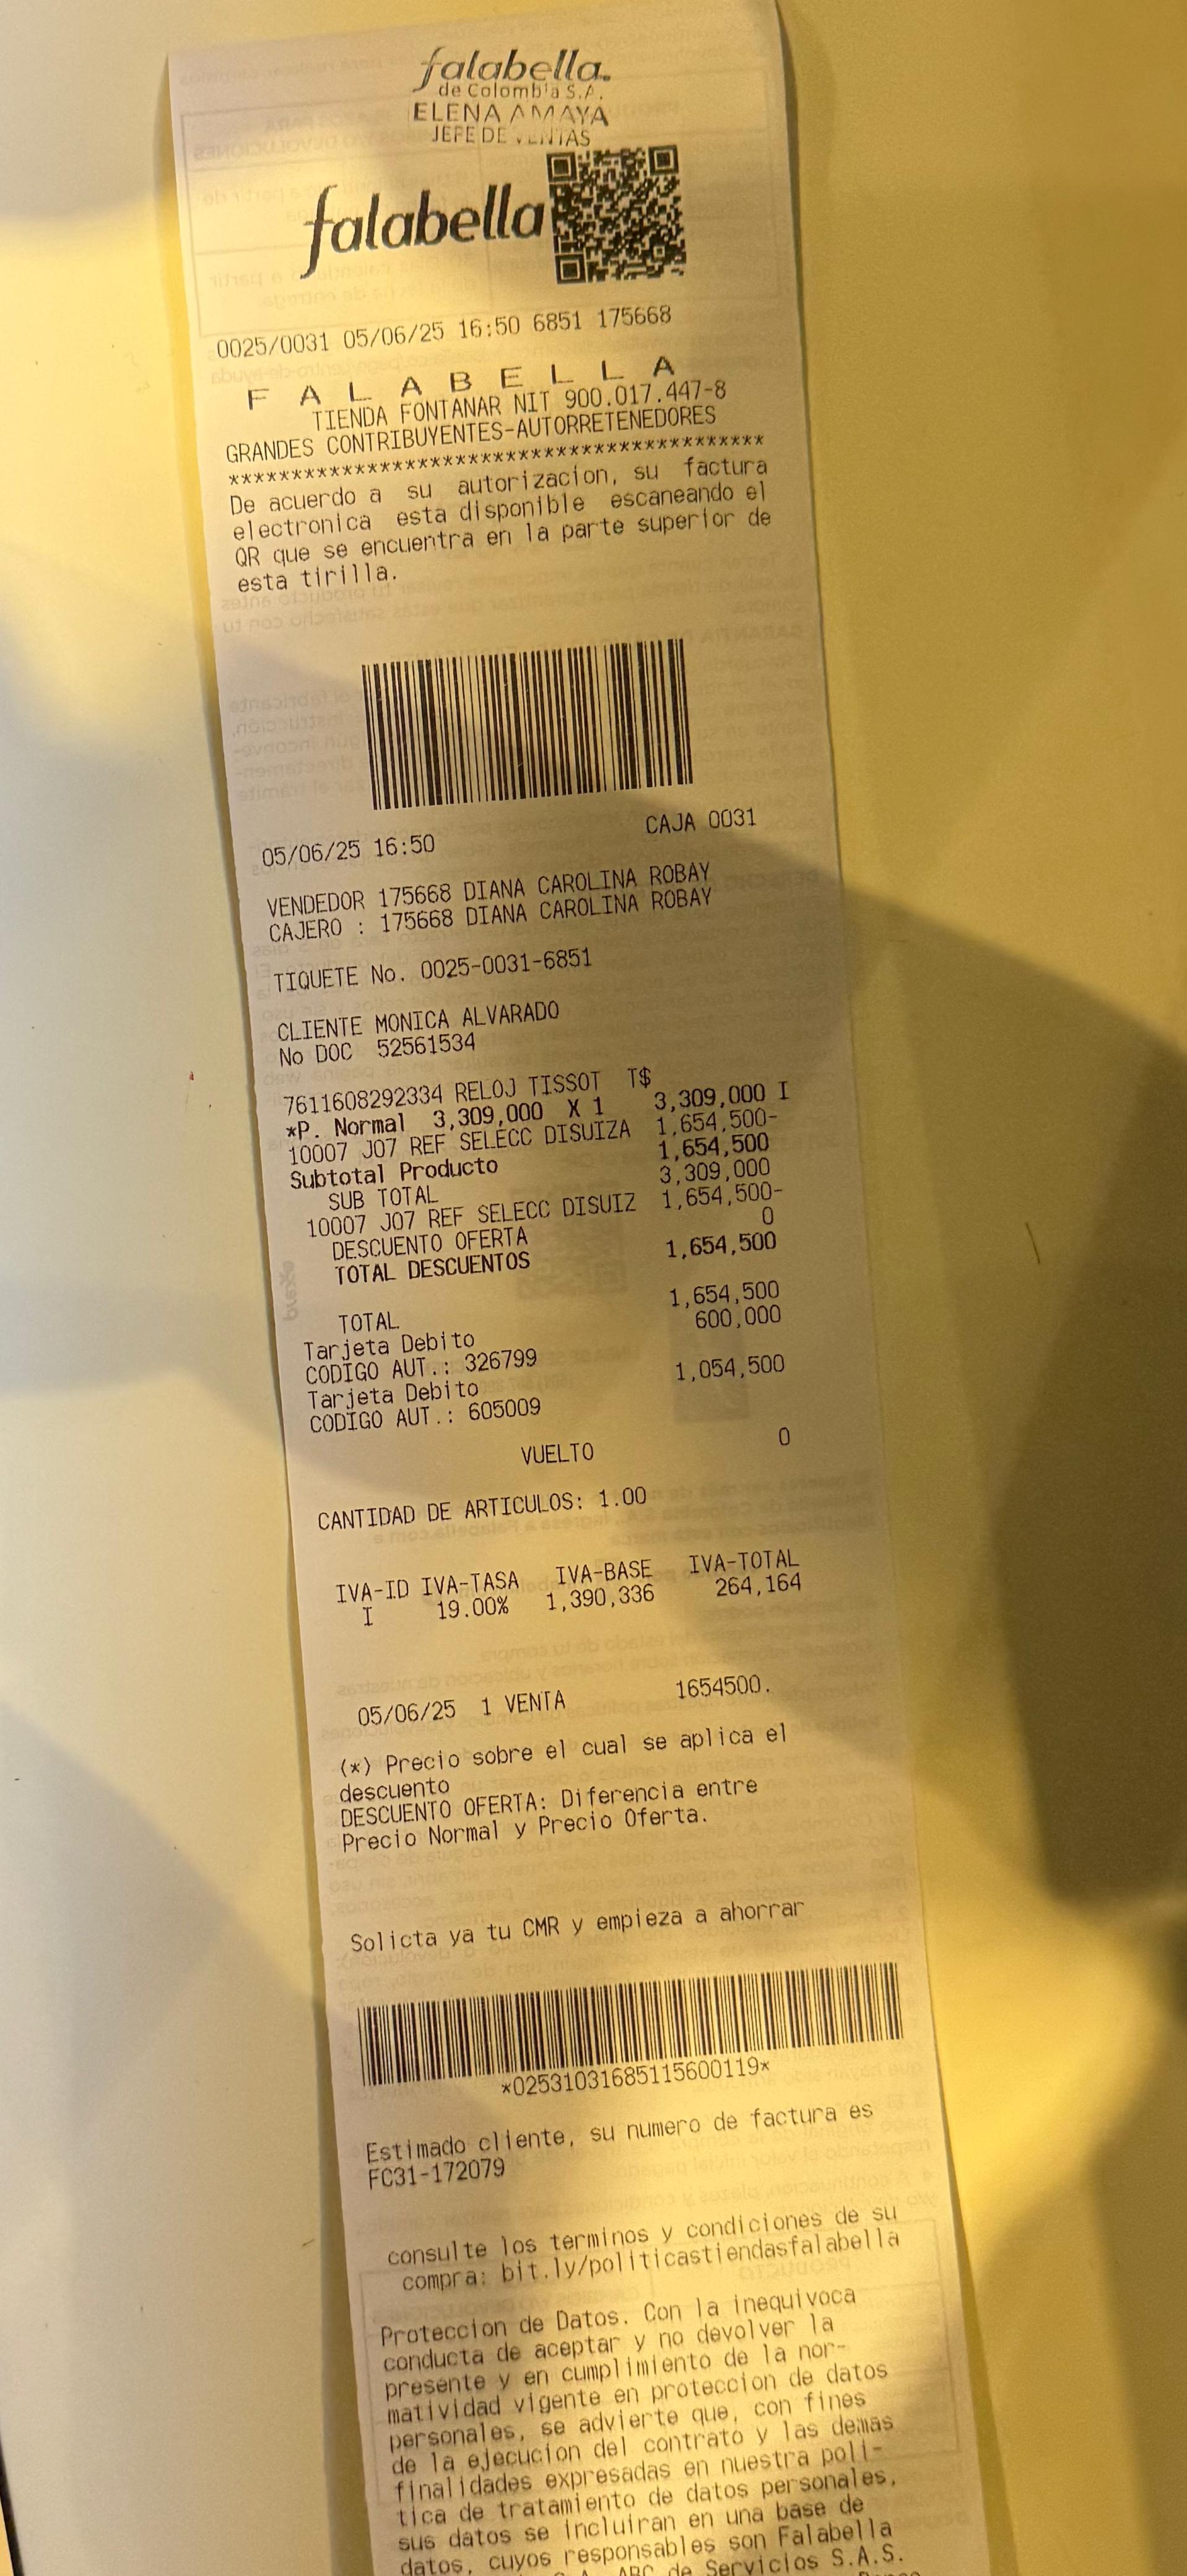 falabella.
de Colombia S.A.
ELENA AMAYA
JEFE DE VENTAS
falabella
0025/0031 05/06/25 16:50 6851 175668
F A L A B E L L A
TIENDA FONTANAR NIT 900.017.447-8
GRANDES CONTRIBUYENTES-AUTORRETENEDORES
******************************************
De acuerdo a su autorizacion, su factura
electronica esta disponible escaneando el
QR que se encuentra en la parte superior de
esta tirilla.
05/06/25 16:50 CAJA 0031
VENDEDOR 175668 DIANA CAROLINA ROBAY
CAJERO : 175668 DIANA CAROLINA ROBAY
TIQUETE No. 0025-0031-6851
CLIENTE MONICA ALVARADO
No DOC 52561534
7611608292334 RELOJ TISSOT T$
*P. Normal 3,309,000 X 1 3,309,000 I
10007 J07 REF SELECC DISUIZA 1,654,500-
Subtotal Producto 1,654,500
SUB TOTAL 3,309,000
10007 J07 REF SELECC DISUIZ 1,654,500-
DESCUENTO OFERTA 0
TOTAL DESCUENTOS 1,654,500
TOTAL 1,654,500
Tarjeta Debito 600,000
CODIGO AUT.: 326799
Tarjeta Debito 1,054,500
CODIGO AUT.: 605009
VUELTO 0
CANTIDAD DE ARTICULOS: 1.00
IVA-ID IVA-TASA IVA-BASE IVA-TOTAL
I 19.00% 1,390,336 264,164
05/06/25 1 VENTA 1654500.
(*) Precio sobre el cual se aplica el
descuento
DESCUENTO OFERTA: Diferencia entre
Precio Normal y Precio Oferta.
Solicta ya tu CMR y empieza a ahorrar
*02531031685115600119*
Estimado cliente, su numero de factura es
FC31-172079
consulte los terminos y condiciones de su
compra: bit.ly/politicastiendasfalabella
Proteccion de Datos. Con la inequivoca
conducta de aceptar y no devolver la
presente y en cumplimiento de la nor-
matividad vigente en proteccion de datos
personales, se advierte que, con fines
de la ejecucion del contrato y las demas
finalidades expresadas en nuestra poli-
tica de tratamiento de datos personales,
sus datos se incluiran en una base de
datos, cuyos responsables son Falabella
ABC de Servicios S.A.S.